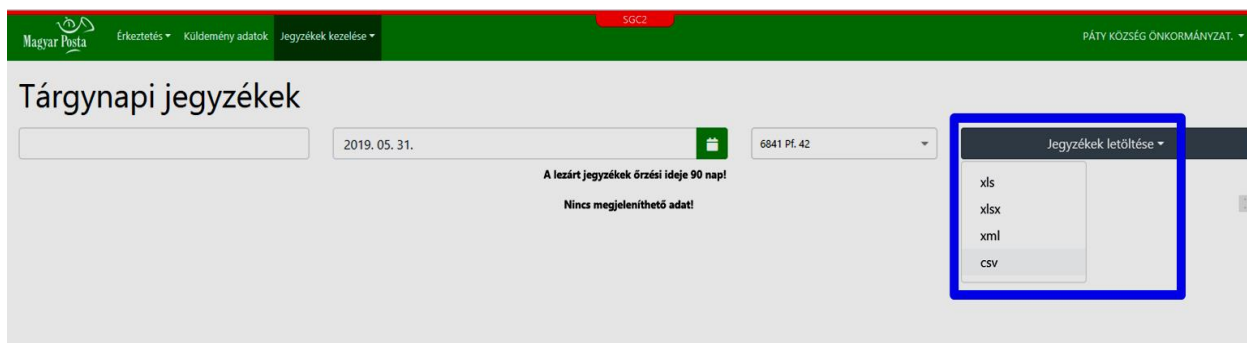 SGC2
Magyar Posta
Érkeztetés Küldemény adatok Jegyzékek kezelése PÁTY KÖZSÉG ÖNKORMÁNYZAT.
Tárgynapi jegyzékek
2019. 05. 31. 6841 Pf. 42 Jegyzékek letöltése
A lezárt jegyzékek őrzési ideje 90 nap!
Nincs megjeleníthető adat!
xls
xlsx
xml
csv